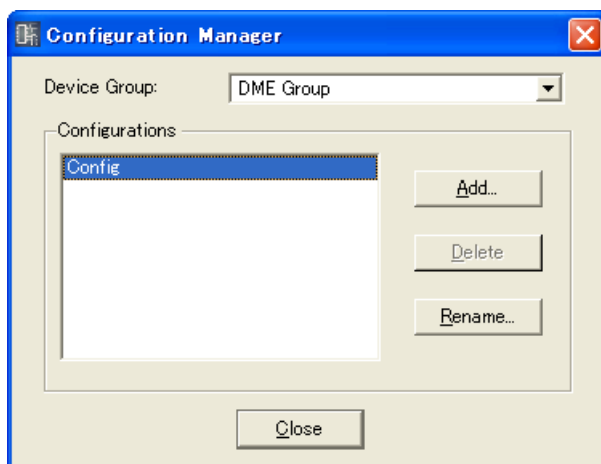 Configuration Manager
Device Group: DME Group
Configurations
Config
Add...
Delete
Rename...
Close